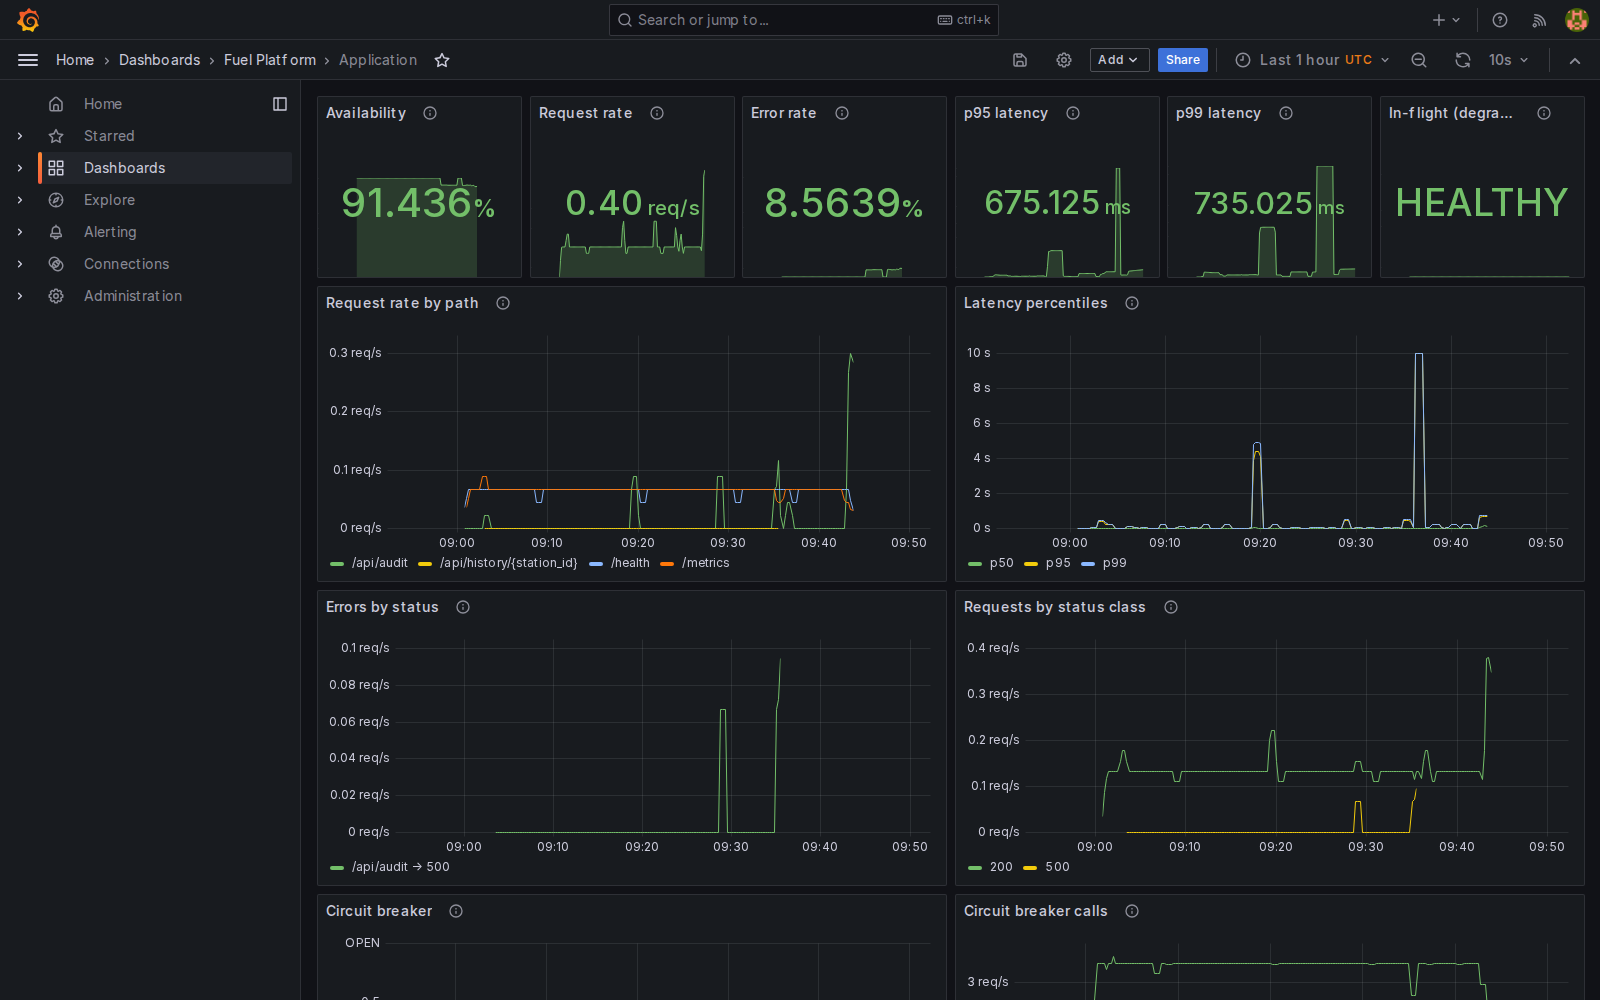 Search or jump to... ctrl+k
Home › Dashboards › Fuel Platform › Application
Add Share Last 1 hour UTC 10s
Home
Starred
Dashboards
Explore
Alerting
Connections
Administration
Availability
91.436%
Request rate
0.40 req/s
Error rate
8.5639%
p95 latency
675.125 ms
p99 latency
735.025 ms
In-flight (degra...
HEALTHY
Request rate by path
0.3 req/s
0.2 req/s
0.1 req/s
0 req/s
09:00 09:10 09:20 09:30 09:40 09:50
/api/audit /api/history/{station_id} /health /metrics
Latency percentiles
10 s
8 s
6 s
4 s
2 s
0 s
09:00 09:10 09:20 09:30 09:40 09:50
p50 p95 p99
Errors by status
0.1 req/s
0.08 req/s
0.06 req/s
0.04 req/s
0.02 req/s
0 req/s
09:00 09:10 09:20 09:30 09:40 09:50
/api/audit → 500
Requests by status class
0.4 req/s
0.3 req/s
0.2 req/s
0.1 req/s
0 req/s
09:00 09:10 09:20 09:30 09:40 09:50
200 500
Circuit breaker
OPEN
Circuit breaker calls
3 req/s